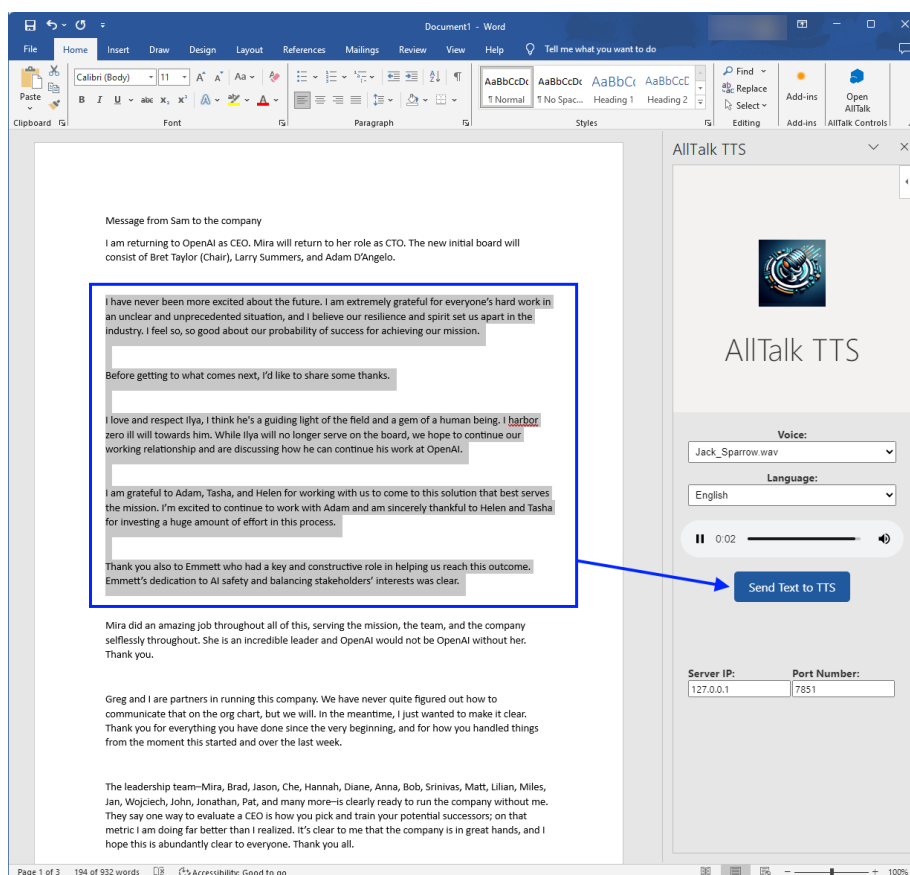 Document1 - Word
File Home Insert Draw Design Layout References Mailings Review View Help Tell me what you want to do
Paste
Calibri (Body) 11 A A Aa
B I U abc x, x² A A
AaBbCcDc AaBbCcDc AaBbCc AaBbCcC
¶ Normal ¶ No Spac... Heading 1 Heading 2
Find
Replace
Select
Add-ins
Open
AllTalk
Clipboard Font Paragraph Styles Editing Add-ins AllTalk Controls
AllTalk TTS
Message from Sam to the company
I am returning to OpenAI as CEO. Mira will return to her role as CTO. The new initial board will
consist of Bret Taylor (Chair), Larry Summers, and Adam D’Angelo.
I have never been more excited about the future. I am extremely grateful for everyone’s hard work in
an unclear and unprecedented situation, and I believe our resilience and spirit set us apart in the
industry. I feel so, so good about our probability of success for achieving our mission.
Before getting to what comes next, I’d like to share some thanks.
I love and respect Ilya, I think he's a guiding light of the field and a gem of a human being. I harbor
zero ill will towards him. While Ilya will no longer serve on the board, we hope to continue our
working relationship and are discussing how he can continue his work at OpenAI.
I am grateful to Adam, Tasha, and Helen for working with us to come to this solution that best serves
the mission. I’m excited to continue to work with Adam and am sincerely thankful to Helen and Tasha
for investing a huge amount of effort in this process.
Thank you also to Emmett who had a key and constructive role in helping us reach this outcome.
Emmett’s dedication to AI safety and balancing stakeholders’ interests was clear.
Mira did an amazing job throughout all of this, serving the mission, the team, and the company
selflessly throughout. She is an incredible leader and OpenAI would not be OpenAI without her.
Thank you.
Greg and I are partners in running this company. We have never quite figured out how to
communicate that on the org chart, but we will. In the meantime, I just wanted to make it clear.
Thank you for everything you have done since the very beginning, and for how you handled things
from the moment this started and over the last week.
The leadership team–Mira, Brad, Jason, Che, Hannah, Diane, Anna, Bob, Srinivas, Matt, Lilian, Miles,
Jan, Wojciech, John, Jonathan, Pat, and many more–is clearly ready to run the company without me.
They say one way to evaluate a CEO is how you pick and train your potential successors; on that
metric I am doing far better than I realized. It’s clear to me that the company is in great hands, and I
hope this is abundantly clear to everyone. Thank you all.
AllTalk TTS
Voice:
Jack_Sparrow.wav
Language:
English
0:02
Send Text to TTS
Server IP: Port Number:
127.0.0.1 7851
Page 1 of 3 194 of 932 words Accessibility: Good to go 100%